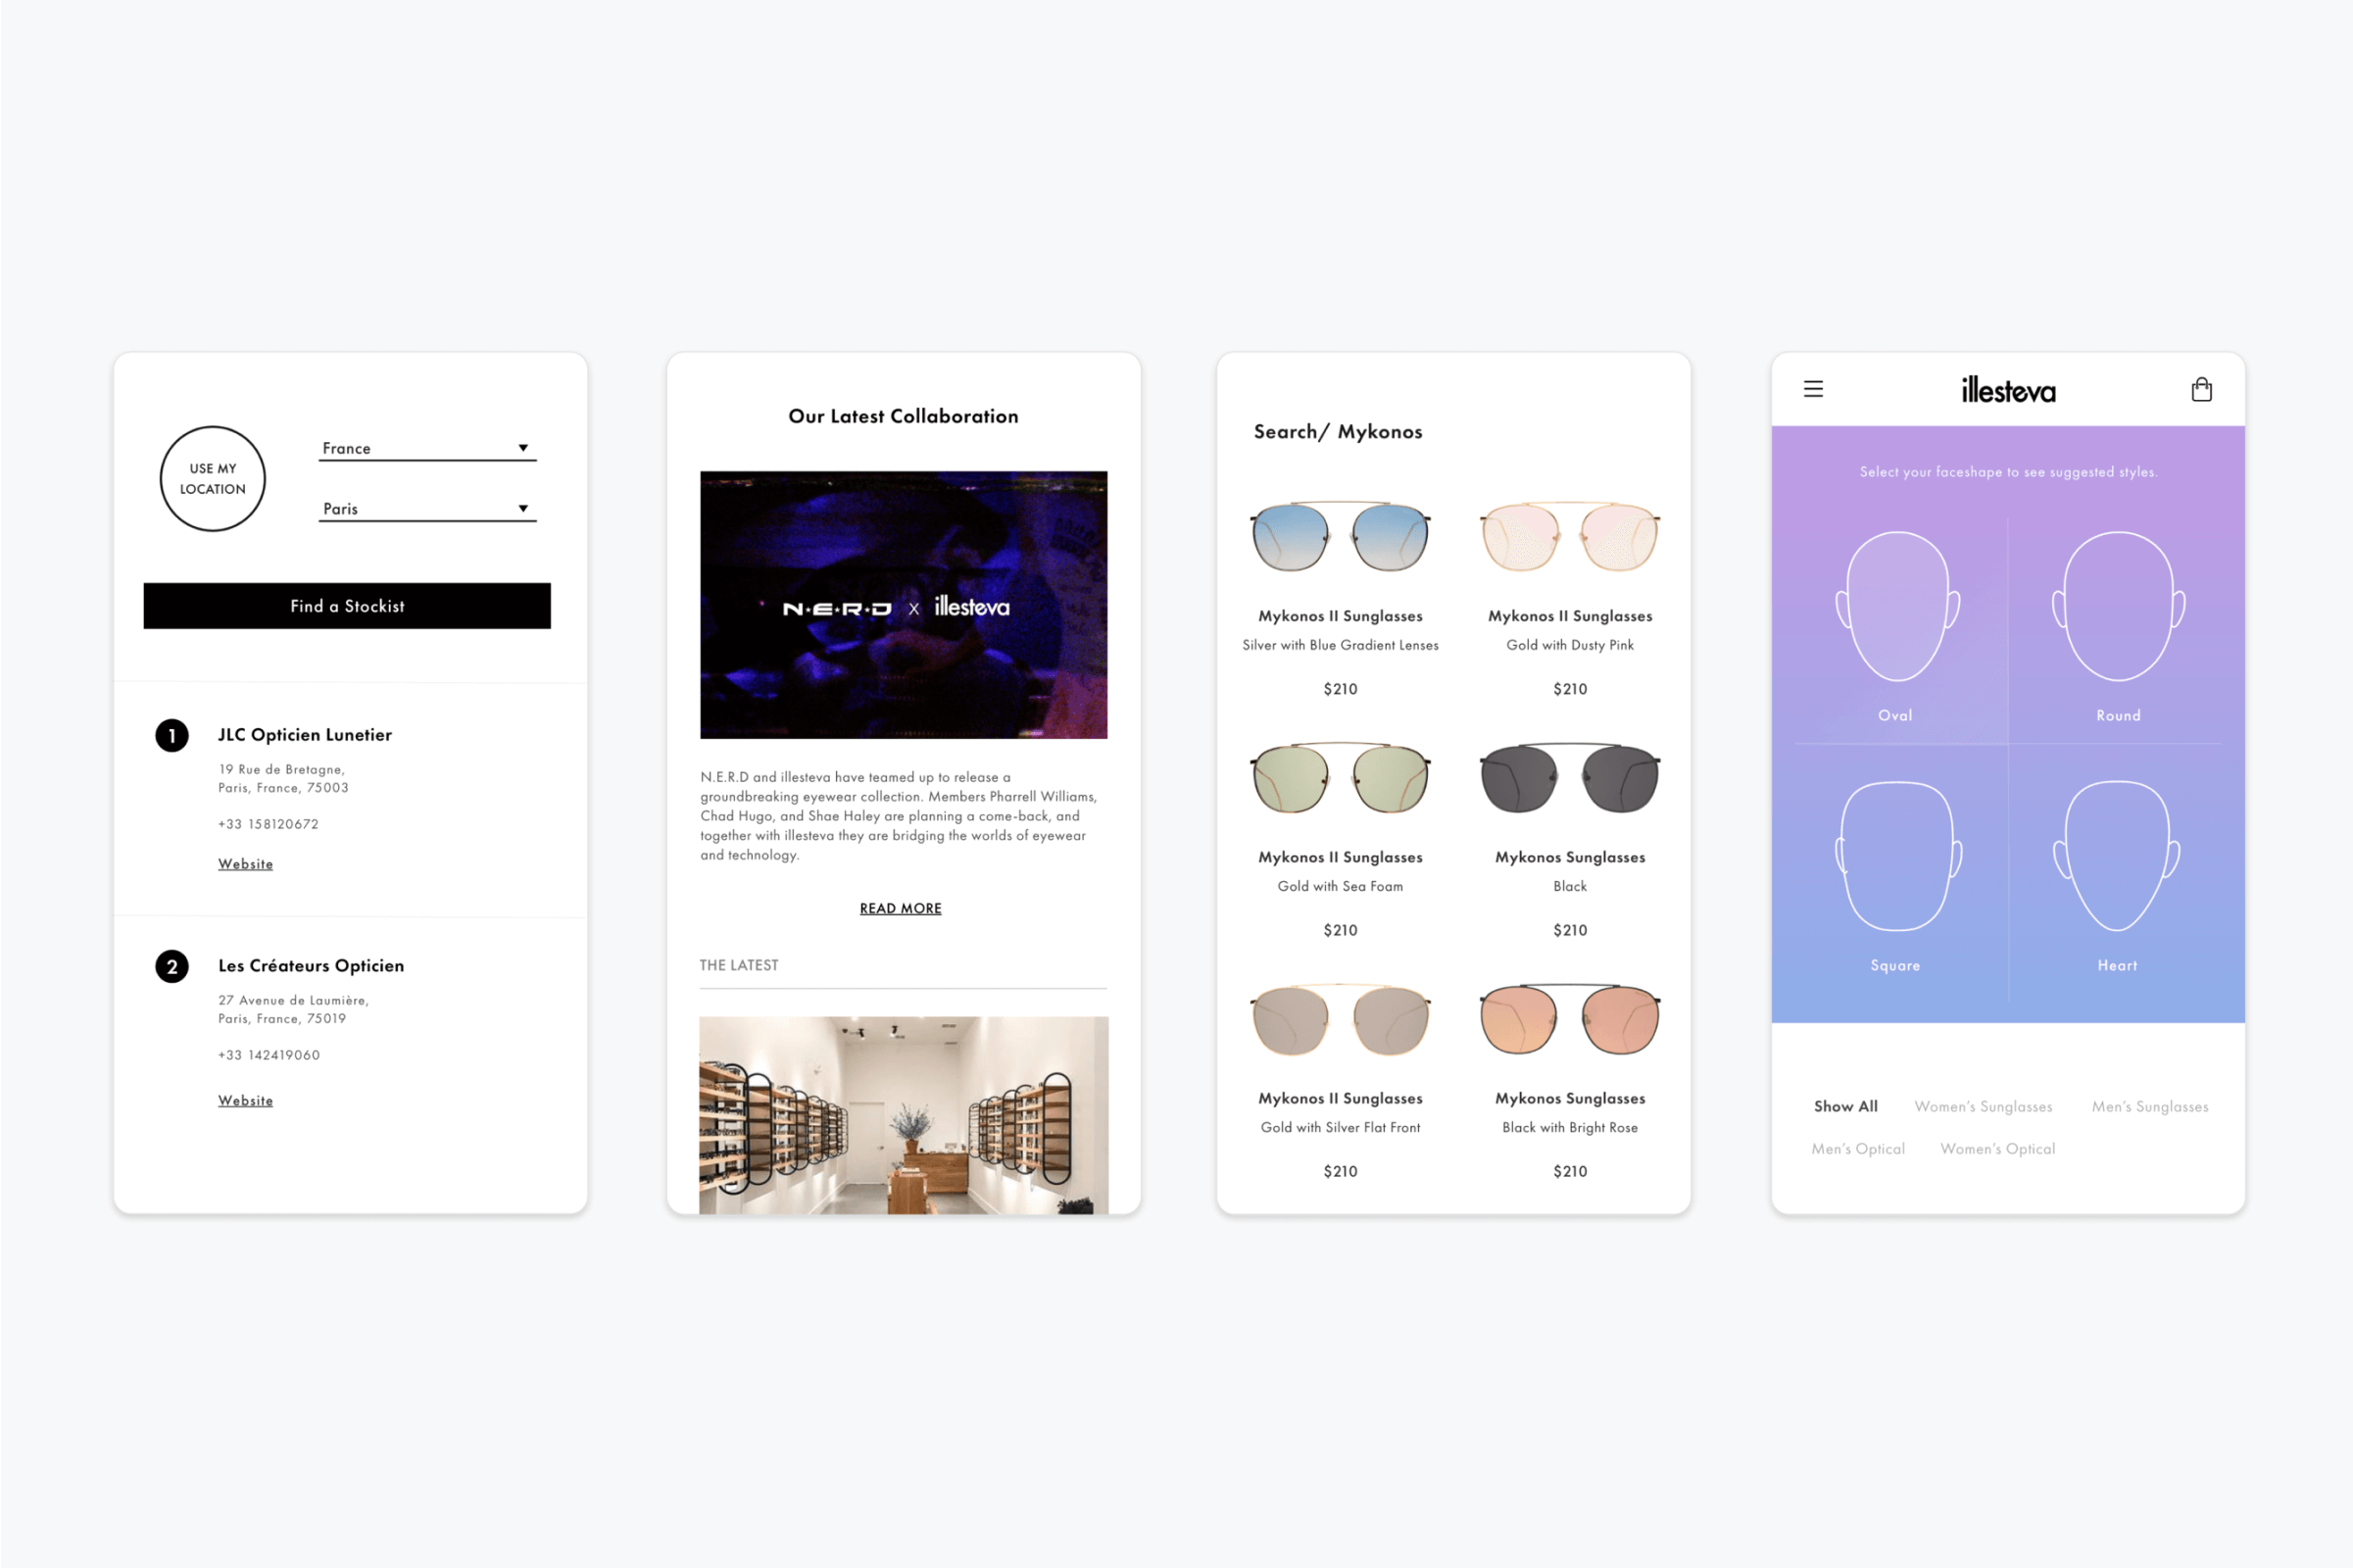 USE MY
LOCATION
France
Paris
Find a Stockist
1
JLC Opticien Lunetier
19 Rue de Bretagne,
Paris, France, 75003
+33 158120672
Website
2
Les Créateurs Opticien
27 Avenue de Laumière,
Paris, France, 75019
+33 142419060
Website
Our Latest Collaboration
N·E·R·D x illesteva
N.E.R.D and illesteva have teamed up to release a
groundbreaking eyewear collection. Members Pharrell Williams,
Chad Hugo, and Shae Haley are planning a come-back, and
together with illesteva they are bridging the worlds of eyewear
and technology.
READ MORE
THE LATEST
Search/ Mykonos
Mykonos II Sunglasses
Silver with Blue Gradient Lenses
$210
Mykonos II Sunglasses
Gold with Dusty Pink
$210
Mykonos II Sunglasses
Gold with Sea Foam
$210
Mykonos Sunglasses
Black
$210
Mykonos II Sunglasses
Gold with Silver Flat Front
$210
Mykonos Sunglasses
Black with Bright Rose
$210
illesteva
Select your faceshape to see suggested styles.
Oval
Round
Square
Heart
Show All Women's Sunglasses Men's Sunglasses
Men's Optical Women's Optical